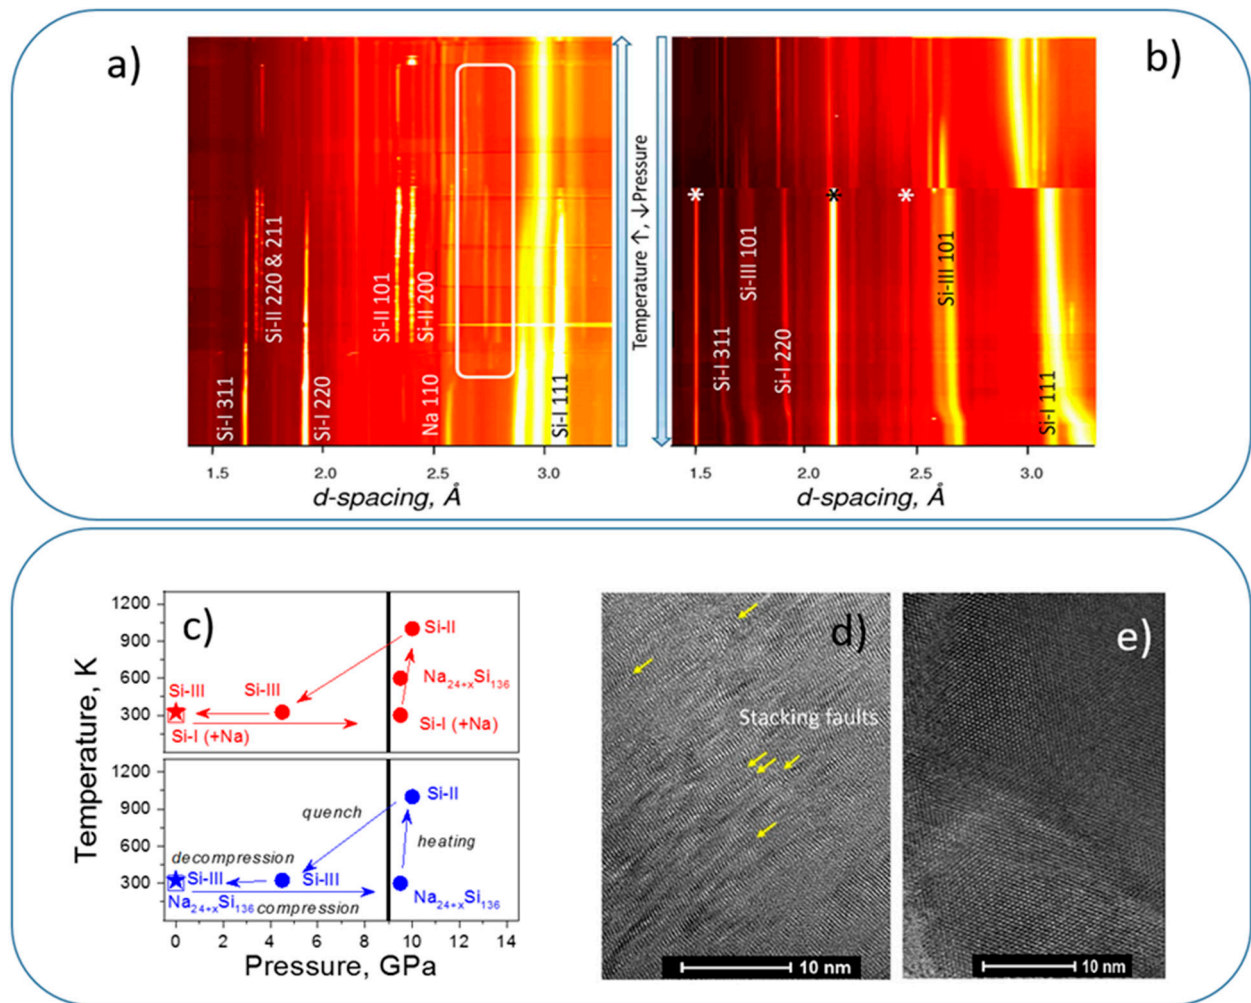 a)
Si-I 311
Si-II 220 & 211
Si-I 220
Si-II 101
Si-II 200
Na 110
Si-I 111
1.5
2.0
2.5
3.0
d-spacing, Å
Temperature ↑, ↓Pressure
b)
*
*
*
Si-I 311
Si-III 101
Si-I 220
Si-III 101
Si-I 111
1.5
2.0
2.5
3.0
d-spacing, Å
c)
Temperature, K
1200
900
600
300
Si-II
Na24+xSi136
Si-III
Si-III
Si-I (+Na)
Si-I (+Na)
1200
900
600
300
Si-II
quench
heating
decompression
Si-III
Si-III
Na24+xSi136
compression
Na24+xSi136
0 2 4 6 8 10 12 14
Pressure, GPa
d)
Stacking faults
10 nm
e)
10 nm